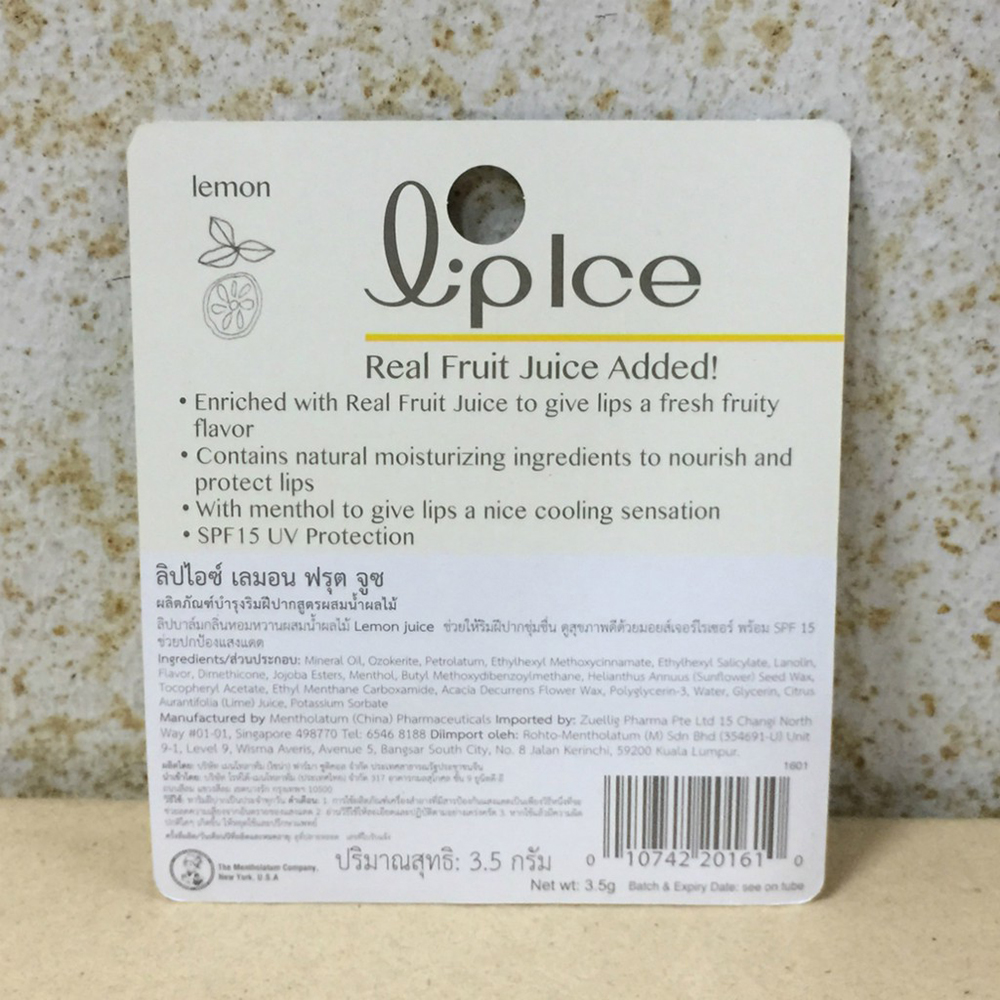 lemon
lipIce
Real Fruit Juice Added!
• Enriched with Real Fruit Juice to give lips a fresh fruity
flavor
• Contains natural moisturizing ingredients to nourish and
protect lips
• With menthol to give lips a nice cooling sensation
• SPF15 UV Protection
ลิปไอซ์ เลมอน ฟรุต จูซ
ผลิตภัณฑ์บำรุงริมฝีปากสูตรผสมน้ำผลไม้
ลิปบาล์มกลิ่นหอมหวานผสมน้ำผลไม้ Lemon juice ช่วยให้ริมฝีปากชุ่มชื่น ดูสุขภาพดีด้วยมอยส์เจอร์ไรเซอร์ พร้อม SPF 15
ช่วยปกป้องแสงแดด
Ingredients/ส่วนประกอบ: Mineral Oil, Ozokerite, Petrolatum, Ethylhexyl Methoxycinnamate, Ethylhexyl Salicylate, Lanolin,
Flavor, Dimethicone, Jojoba Esters, Menthol, Butyl Methoxydibenzoylmethane, Helianthus Annuus (Sunflower) Seed Wax,
Tocopheryl Acetate, Ethyl Menthane Carboxamide, Acacia Decurrens Flower Wax, Polyglycerin-3, Water, Glycerin, Citrus
Aurantifolia (Lime) Juice, Potassium Sorbate
Manufactured by Mentholatum (China) Pharmaceuticals Imported by: Zuellig Pharma Pte Ltd 15 Changi North
Way #01-01, Singapore 498770 Tel: 6546 8188 Diimport oleh: Rohto-Mentholatum (M) Sdn Bhd (354691-U) Unit
9-1, Level 9, Wisma Averis, Avenue 5, Bangsar South City, No. 8 Jalan Kerinchi, 59200 Kuala Lumpur.
1601
The Mentholatum Company,
New York, U.S.A
ปริมาณสุทธิ: 3.5 กรัม
0 10742 20161 0
Net wt: 3.5g Batch & Expiry Date: see on tube